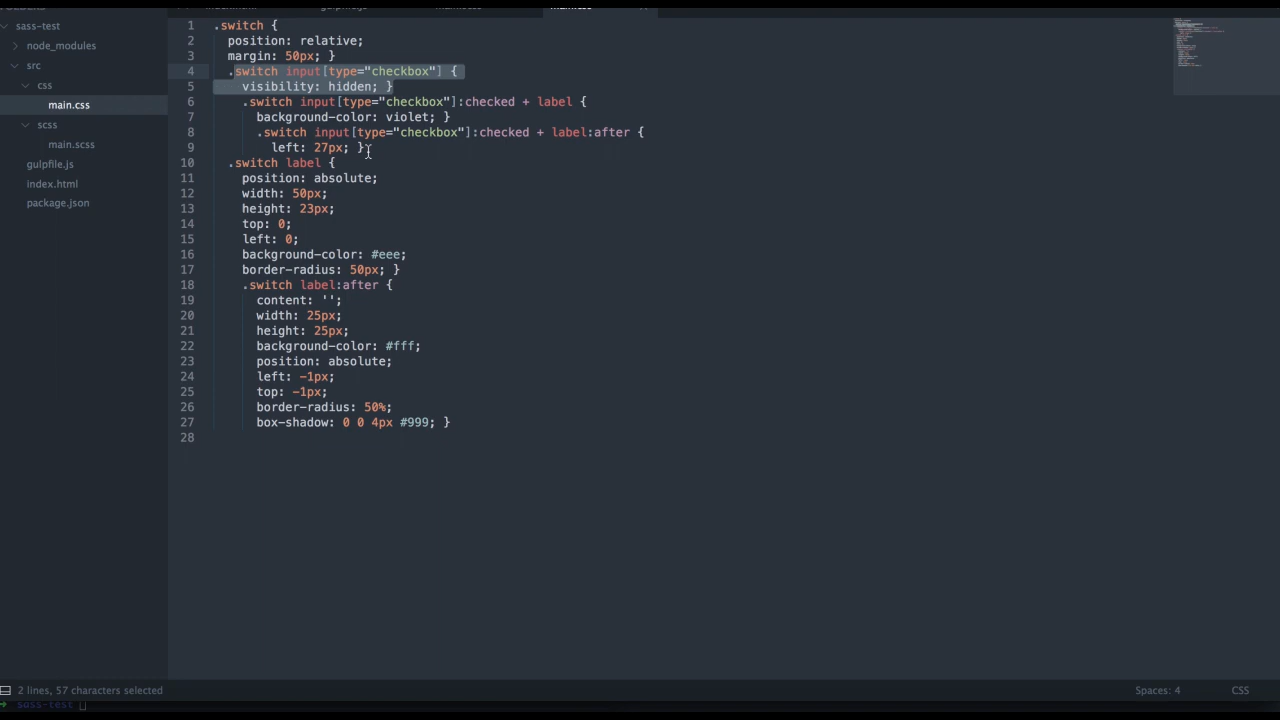 sass-test
node_modules
src
css
main.css
scss
main.scss
gulpfile.js
index.html
package.json
1 .switch {
2 position: relative;
3 margin: 50px; }
4 .switch input[type="checkbox"] {
5 visibility: hidden; }
6 .switch input[type="checkbox"]:checked + label {
7 background-color: violet; }
8 .switch input[type="checkbox"]:checked + label:after {
9 left: 27px; }
10 .switch label {
11 position: absolute;
12 width: 50px;
13 height: 23px;
14 top: 0;
15 left: 0;
16 background-color: #eee;
17 border-radius: 50px; }
18 .switch label:after {
19 content: '';
20 width: 25px;
21 height: 25px;
22 background-color: #fff;
23 position: absolute;
24 left: -1px;
25 top: -1px;
26 border-radius: 50%;
27 box-shadow: 0 0 4px #999; }
28
2 lines, 57 characters selected
Spaces: 4
CSS
sass-test